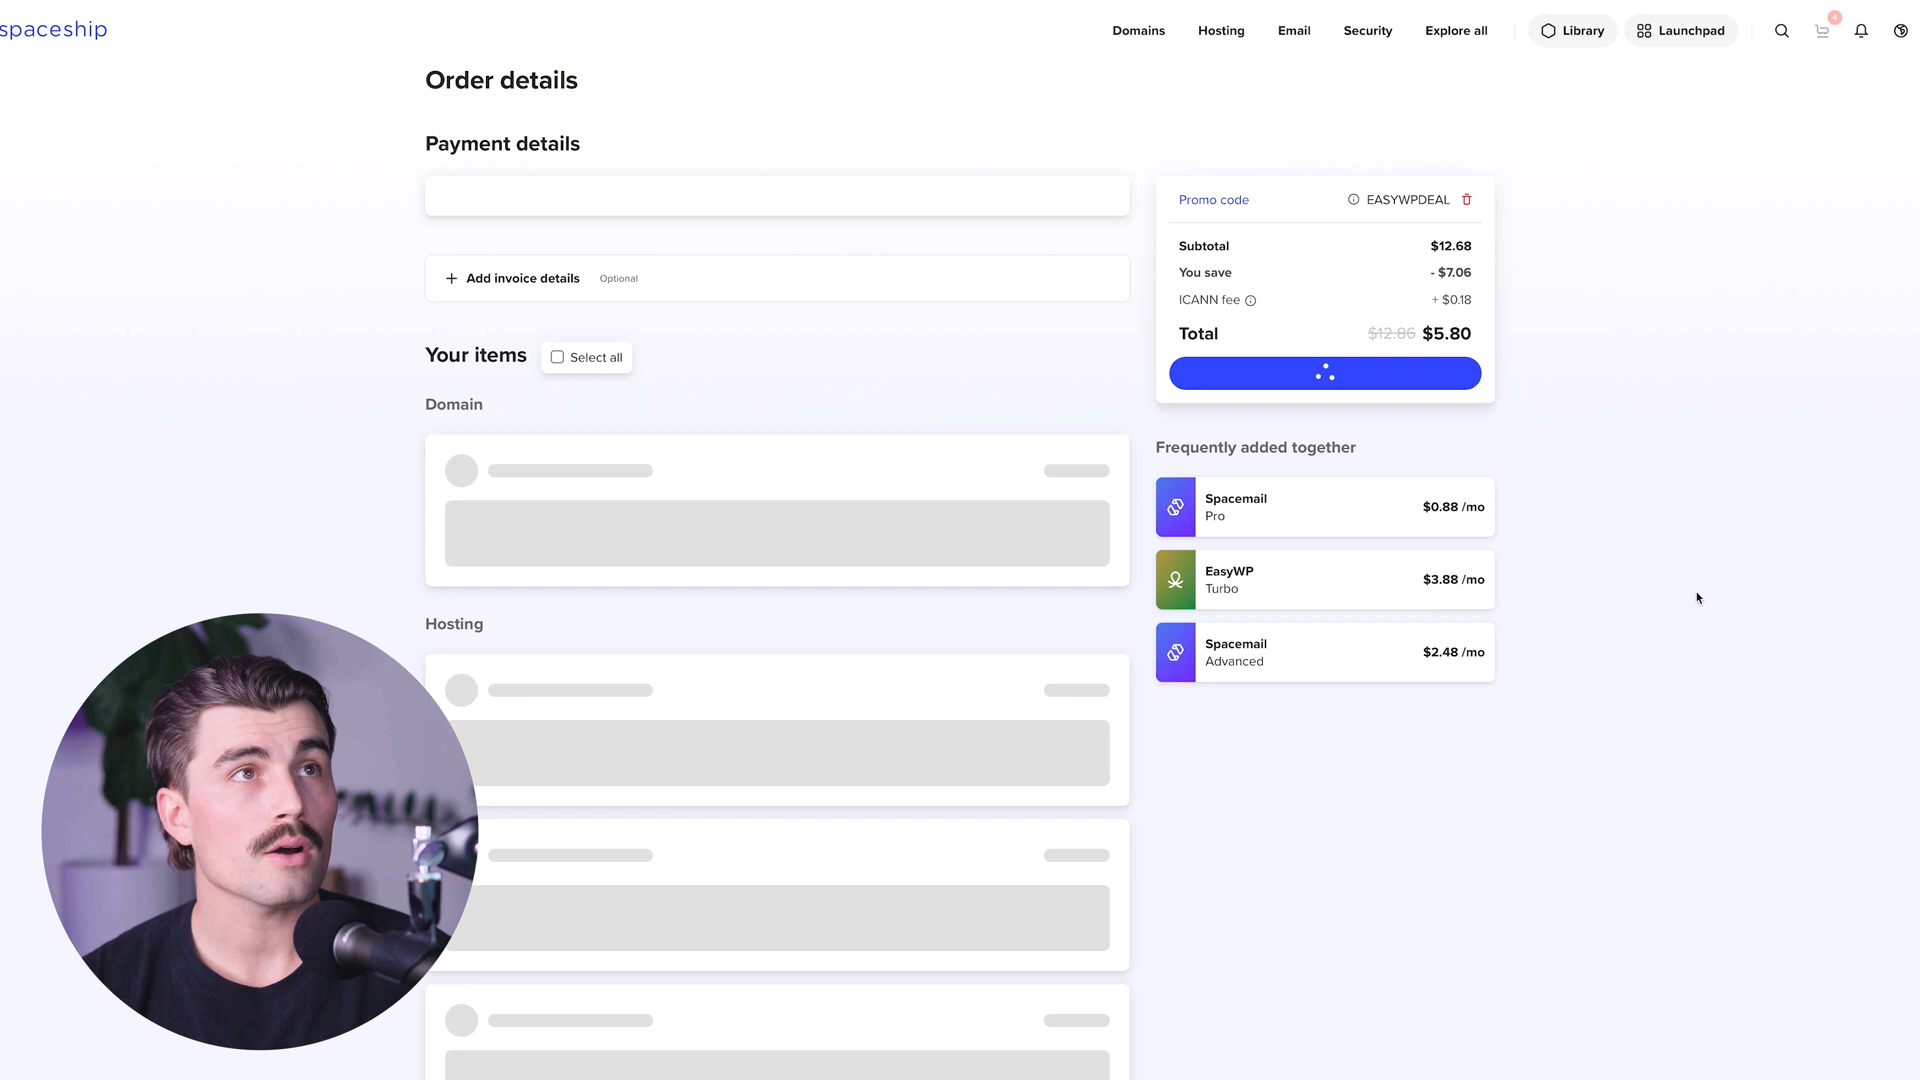 spaceship
Domains Hosting Email Security Explore all Library Launchpad 4
Order details
Payment details
Promo code EASYWPDEAL
Subtotal $12.68
You save - $7.06
ICANN fee + $0.18
Total $12.86 $5.80
+ Add invoice details Optional
Your items Select all
Domain
Hosting
Frequently added together
Spacemail
Pro
$0.88 /mo
EasyWP
Turbo
$3.88 /mo
Spacemail
Advanced
$2.48 /mo